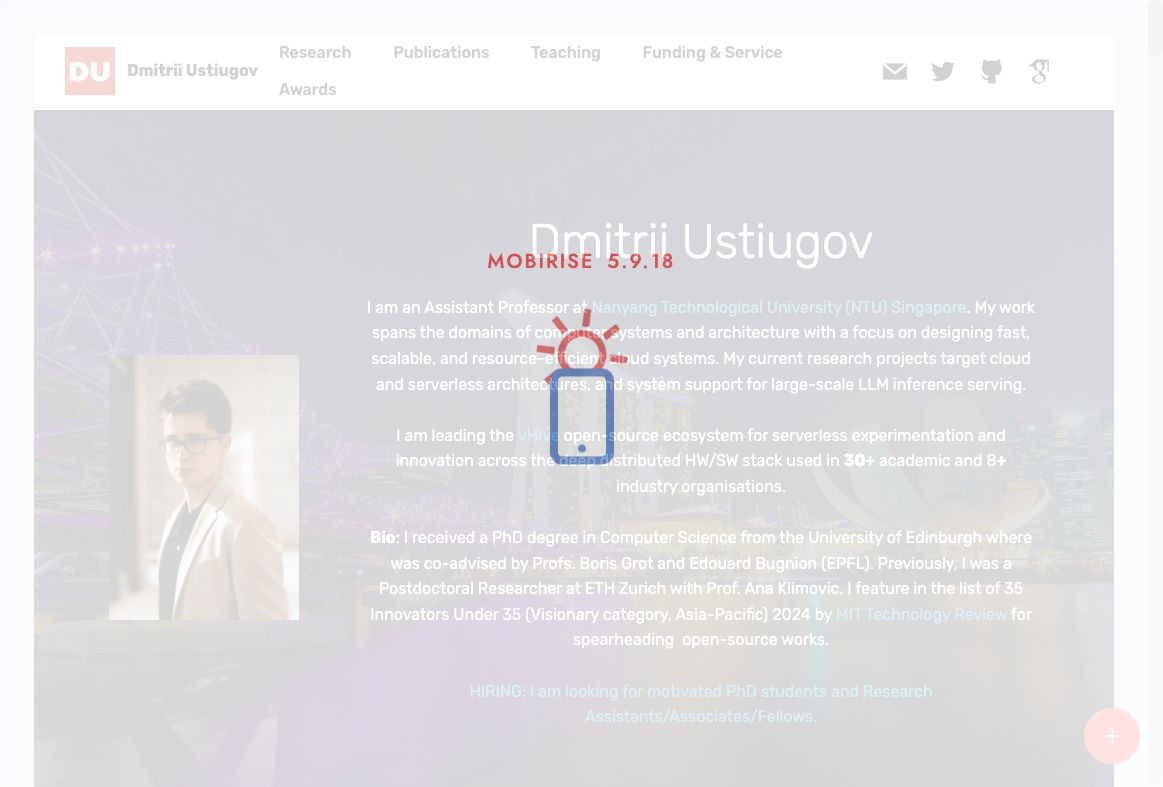 DU
Dmitrii Ustiugov
Research Publications Teaching Funding & Service
Awards
Dmitrii Ustiugov
MOBIRISE 5.9.18
I am an Assistant Professor at Nanyang Technological University (NTU) Singapore. My work
spans the domains of computer systems and architecture with a focus on designing fast,
scalable, and resource-efficient cloud systems. My current research projects target cloud
and serverless architectures, and system support for large-scale LLM inference serving.
I am leading the vHive open-source ecosystem for serverless experimentation and
innovation across the deep distributed HW/SW stack used in 30+ academic and 8+
industry organisations.
Bio: I received a PhD degree in Computer Science from the University of Edinburgh where
was co-advised by Profs. Boris Grot and Edouard Bugnion (EPFL). Previously, I was a
Postdoctoral Researcher at ETH Zurich with Prof. Ana Klimovic. I feature in the list of 35
Innovators Under 35 (Visionary category, Asia-Pacific) 2024 by MIT Technology Review for
spearheading open-source works.
HIRING: I am looking for motivated PhD students and Research
Assistants/Associates/Fellows.